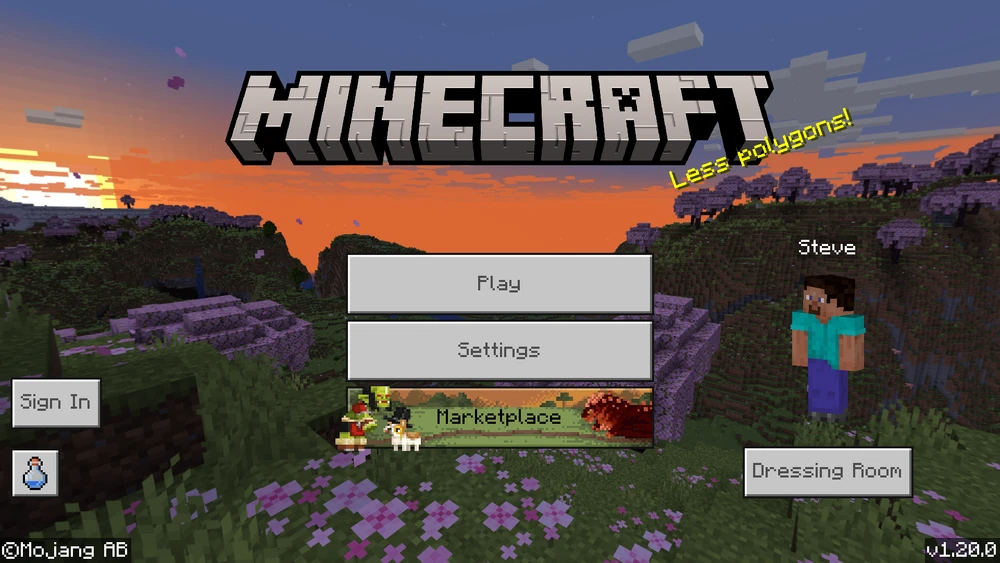 MINECRAFT
Less polygons!
Steve
Play
Settings
Sign In
Marketplace
Dressing Room
©Mojang AB
v1.20.0